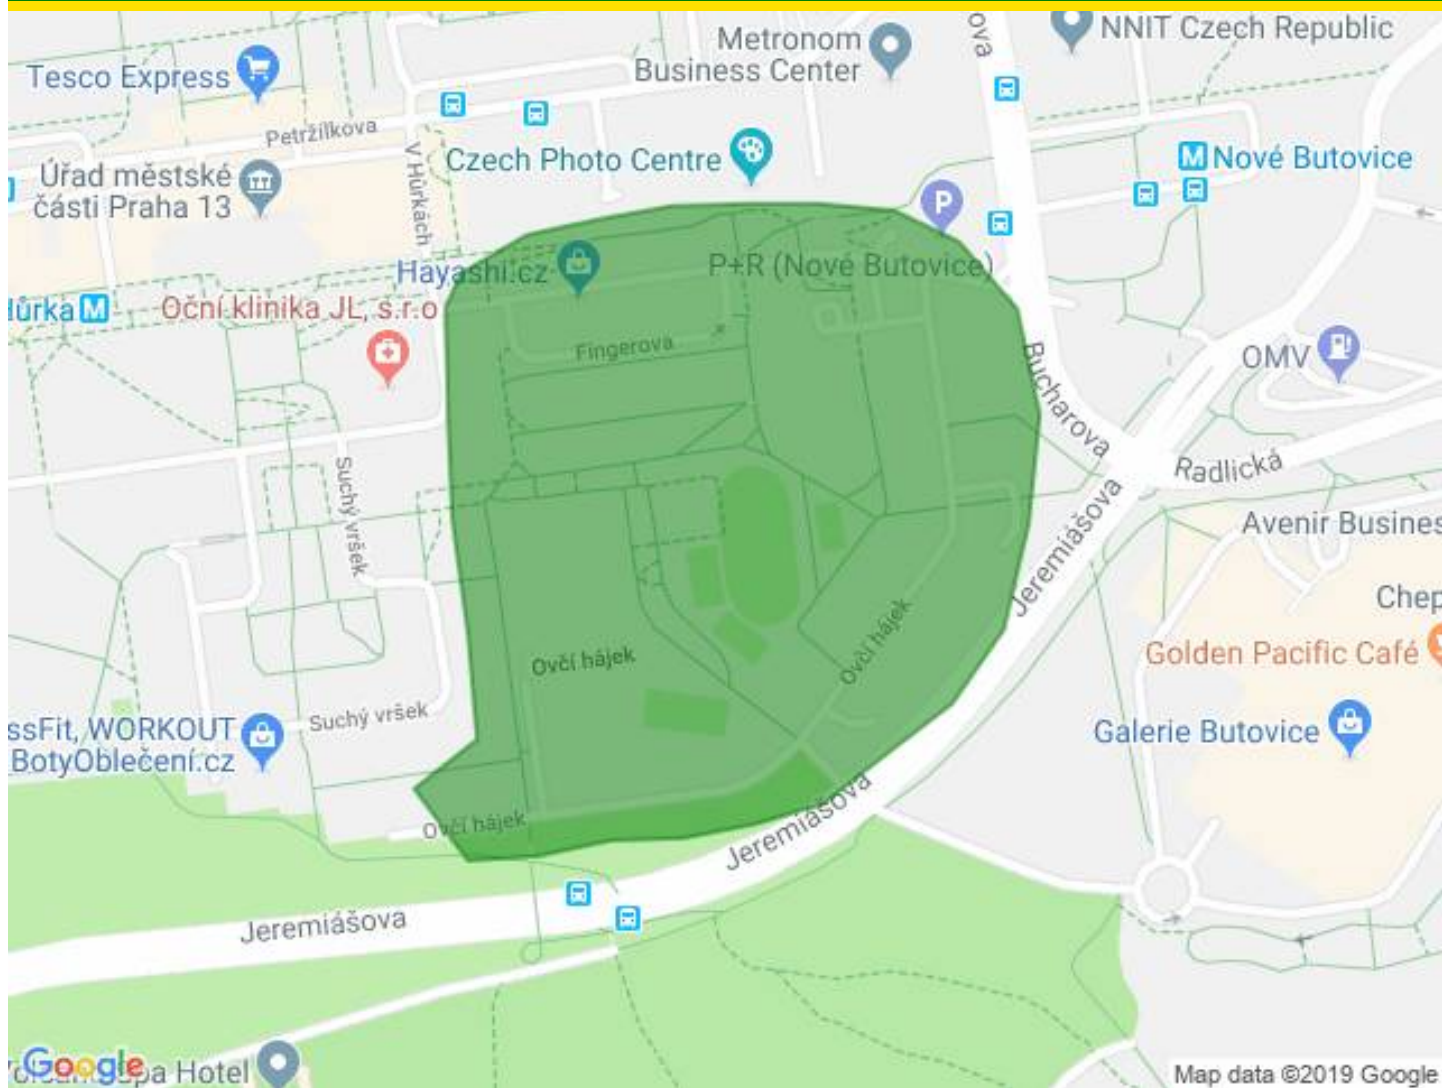 ova
NNIT Czech Republic
Metronom
Business Center
Tesco Express
Petržílkova
Czech Photo Centre
M Nové Butovice
Úřad městské
části Praha 13
V Hůrkách
P
Hayashi.cz
P+R (Nové Butovice)
Hůrka M
Oční klinika JL, s.r.o
Fingerova
OMV
Bucharova
Radlická
Suchý vršek
Jeremiášova
Avenir Busines
Chep
Golden Pacific Café
Ovčí hájek
Ovčí hájek
Suchý vršek
ssFit, WORKOUT
BotyOblečení.cz
Galerie Butovice
Ovčí hájek
Jeremiášova
Jeremiášova
Google
Spa Hotel
Map data ©2019 Google